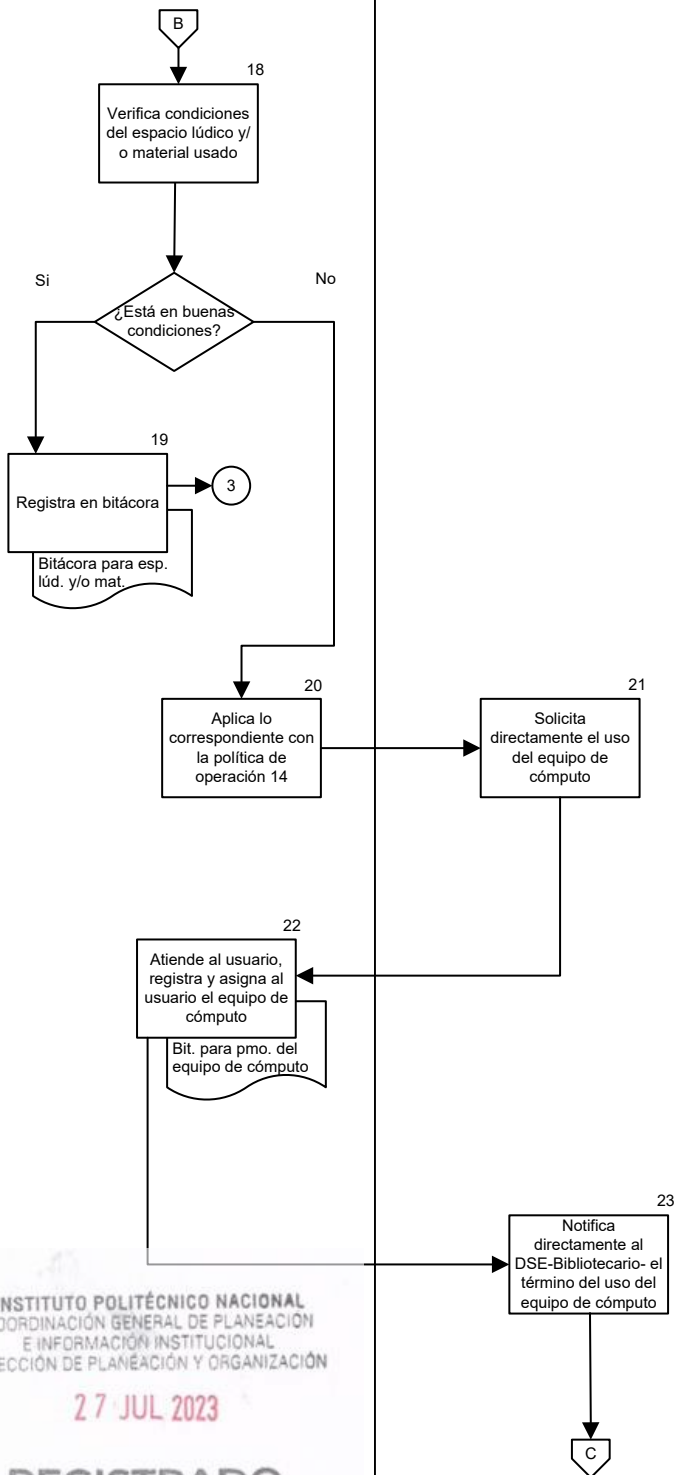 B
18
Verifica condiciones
del espacio lúdico y/
o material usado
Si
No
¿Está en buenas
condiciones?
19
Registra en bitácora
3
Bitácora para esp.
lúd. y/o mat.
20
Aplica lo
correspondiente con
la política de
operación 14
21
Solicita
directamente el uso
del equipo de
cómputo
22
Atiende al usuario,
registra y asigna al
usuario el equipo de
cómputo
Bit. para pmo. del
equipo de cómputo
23
Notifica
directamente al
DSE-Bibliotecario- el
término del uso del
equipo de cómputo
C
NSTITUTO POLITÉCNICO NACIONAL
OORDINACIÓN GENERAL DE PLANEACIÓN
E INFORMACIÓN INSTITUCIONAL
ECCIÓN DE PLANEACIÓN Y ORGANIZACIÓN
27 JUL 2023
REGISTRADO